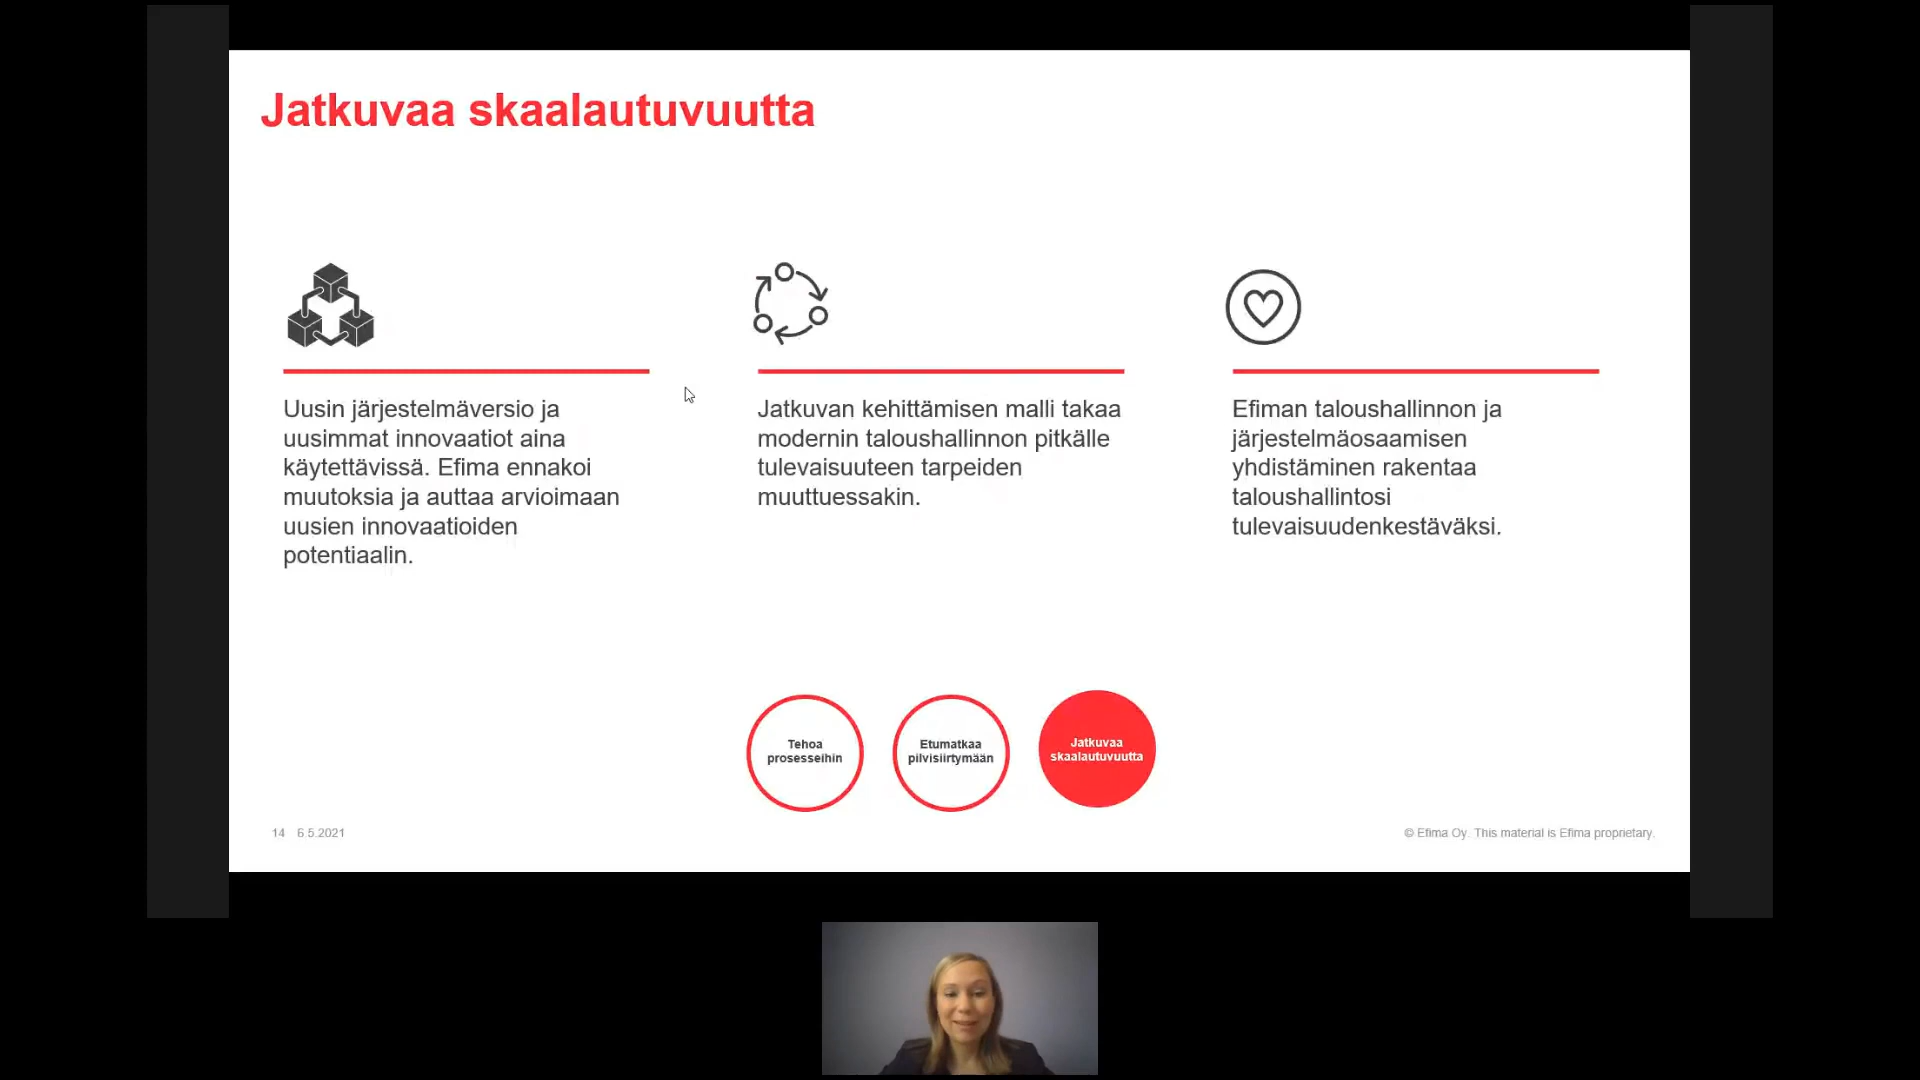 Jatkuvaa skaalautuvuutta
Uusin järjestelmäversio ja
uusimmat innovaatiot aina
käytettävissä. Efima ennakoi
muutoksia ja auttaa arvioimaan
uusien innovaatioiden
potentiaalin.
Jatkuvan kehittämisen malli takaa
modernin taloushallinnon pitkälle
tulevaisuuteen tarpeiden
muuttuessakin.
Efiman taloushallinnon ja
järjestelmäosaamisen
yhdistäminen rakentaa
taloushallintosi
tulevaisuudenkestäväksi.
Tehoa
prosesseihin
Etumatkaa
pilvisiirtymään
Jatkuvaa
skaalautuvuutta
14 6.5.2021
© Efima Oy. This material is Efima proprietary.